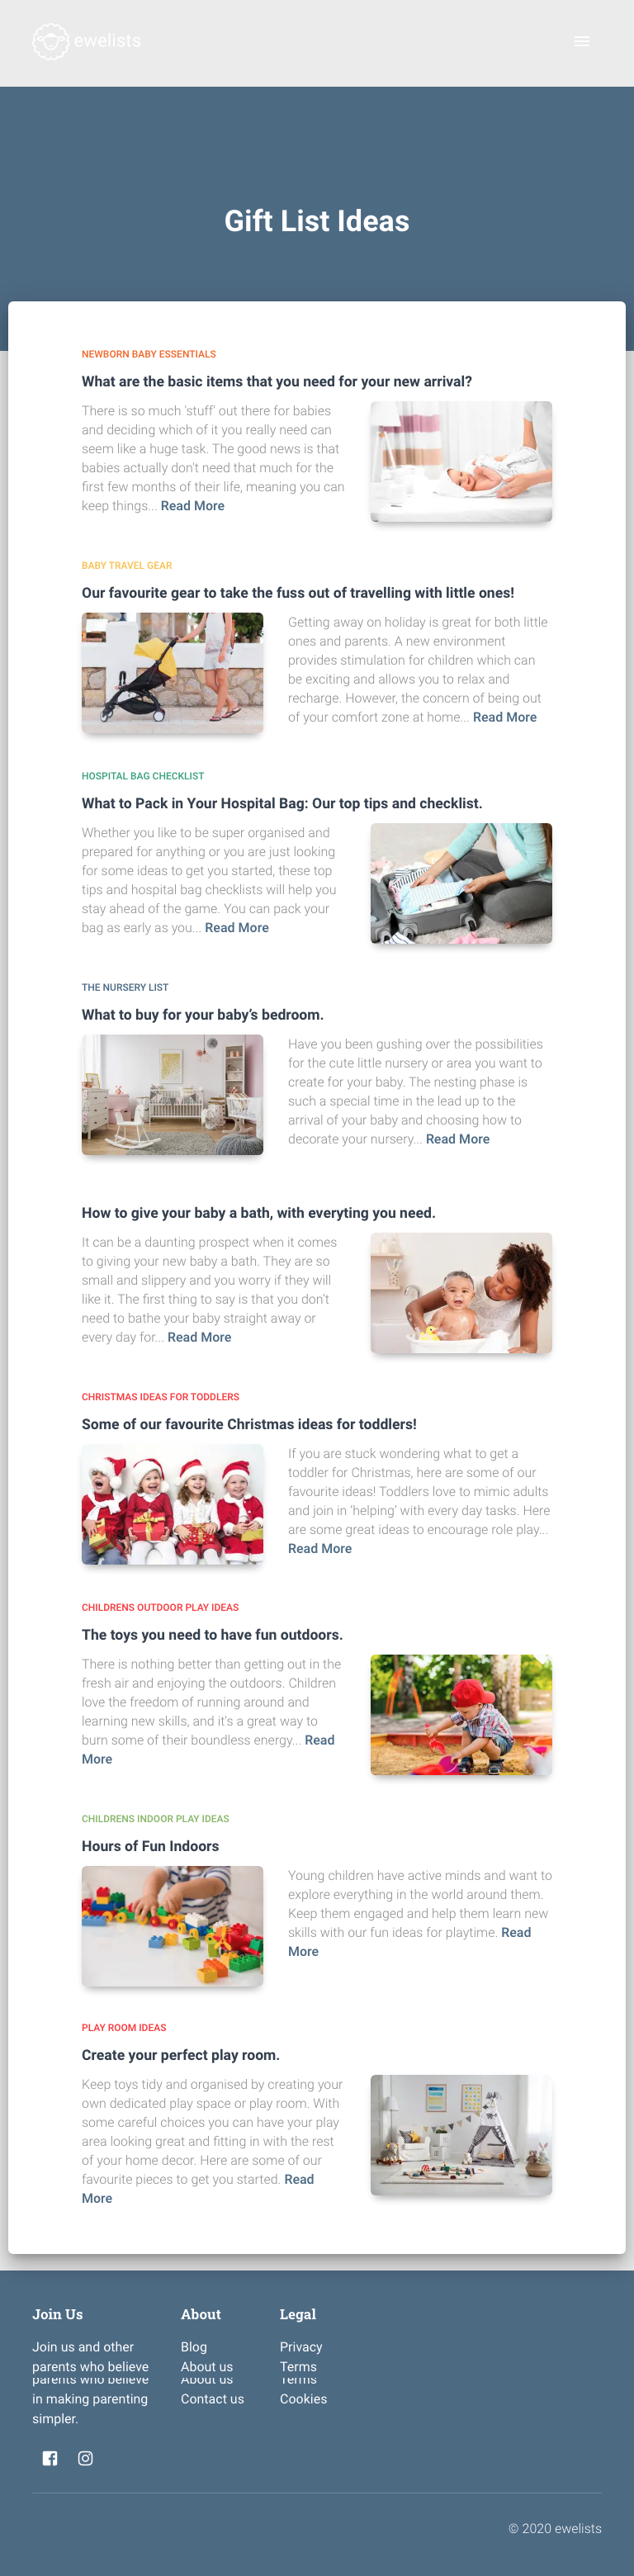 ewelists
Gift List Ideas
NEWBORN BABY ESSENTIALS
What are the basic items that you need for your new arrival?
There is so much 'stuff' out there for babies
and deciding which of it you really need can
seem like a huge task. The good news is that
babies actually don't need that much for the
first few months of their life, meaning you can
keep things... Read More
BABY TRAVEL GEAR
Our favourite gear to take the fuss out of travelling with little ones!
Getting away on holiday is great for both little
ones and parents. A new environment
provides stimulation for children which can
be exciting and allows you to relax and
recharge. However, the concern of being out
of your comfort zone at home... Read More
HOSPITAL BAG CHECKLIST
What to Pack in Your Hospital Bag: Our top tips and checklist.
Whether you like to be super organised and
prepared for anything or you are just looking
for some ideas to get you started, these top
tips and hospital bag checklists will help you
stay ahead of the game. You can pack your
bag as early as you... Read More
THE NURSERY LIST
What to buy for your baby’s bedroom.
Have you been gushing over the possibilities
for the cute little nursery or area you want to
create for your baby. The nesting phase is
such a special time in the lead up to the
arrival of your baby and choosing how to
decorate your nursery... Read More
How to give your baby a bath, with everyting you need.
It can be a daunting prospect when it comes
to giving your new baby a bath. They are so
small and slippery and you worry if they will
like it. The first thing to say is that you don’t
need to bathe your baby straight away or
every day for... Read More
CHRISTMAS IDEAS FOR TODDLERS
Some of our favourite Christmas ideas for toddlers!
If you are stuck wondering what to get a
toddler for Christmas, here are some of our
favourite ideas! Toddlers love to mimic adults
and join in ‘helping’ with every day tasks. Here
are some great ideas to encourage role play...
Read More
CHILDRENS OUTDOOR PLAY IDEAS
The toys you need to have fun outdoors.
There is nothing better than getting out in the
fresh air and enjoying the outdoors. Children
love the freedom of running around and
learning new skills, and it’s a great way to
burn some of their boundless energy... Read
More
CHILDRENS INDOOR PLAY IDEAS
Hours of Fun Indoors
Young children have active minds and want to
explore everything in the world around them.
Keep them engaged and help them learn new
skills with our fun ideas for playtime. Read
More
PLAY ROOM IDEAS
Create your perfect play room.
Keep toys tidy and organised by creating your
own dedicated play space or play room. With
some careful choices you can have your play
area looking great and fitting in with the rest
of your home decor. Here are some of our
favourite pieces to get you started. Read
More
Join Us
Join us and other
parents who believe
parents who believe
in making parenting
simpler.
About
Blog
About us
About us
Contact us
Legal
Privacy
Terms
Terms
Cookies
© 2020 ewelists